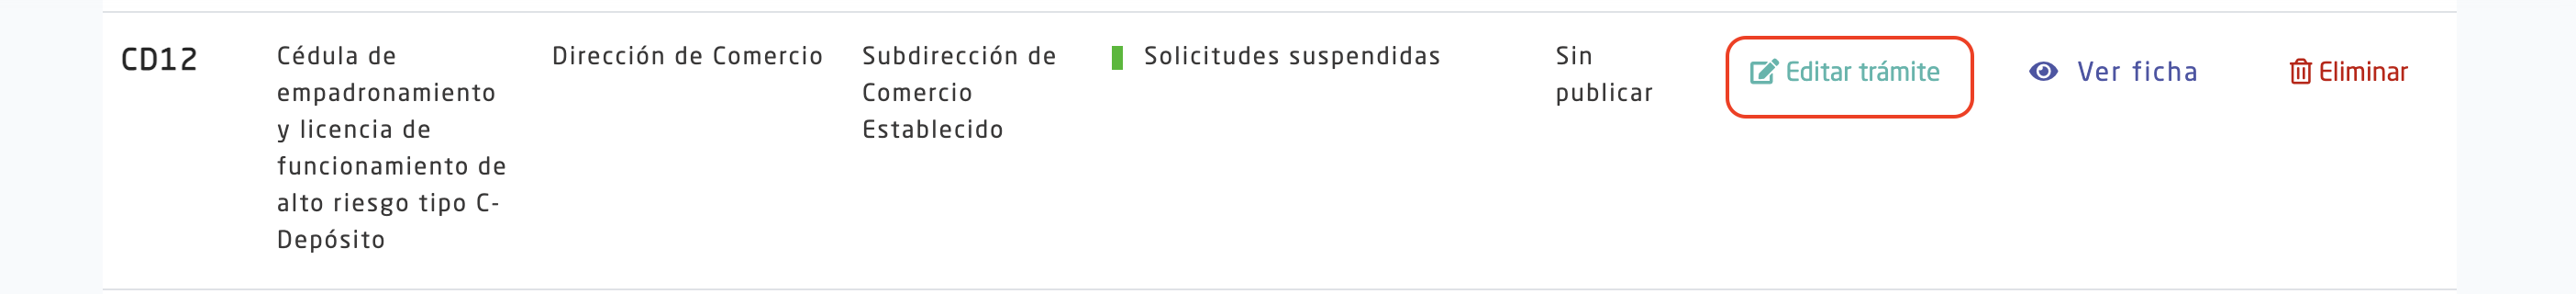 CD12
Cédula de
empadronamiento
y licencia de
funcionamiento de
alto riesgo tipo C-
Depósito
Dirección de Comercio
Subdirección de
Comercio
Establecido
Solicitudes suspendidas
Sin
publicar
Editar trámite
Ver ficha
Eliminar